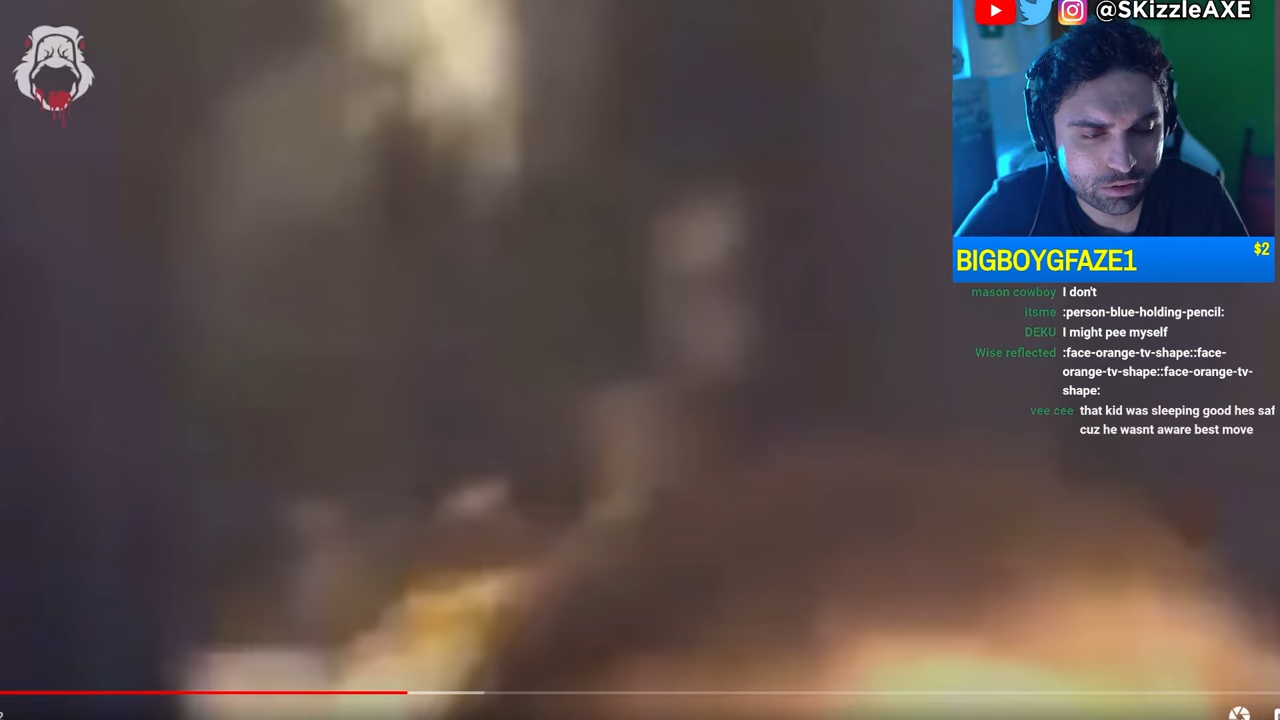 @SKizzleAXE
BIGBOYGFAZE1
$2
mason cowboy I don't
itsme :person-blue-holding-pencil:
DEKU I might pee myself
Wise reflected :face-orange-tv-shape::face-
orange-tv-shape::face-orange-tv-
shape:
vee cee that kid was sleeping good hes saf
cuz he wasnt aware best move